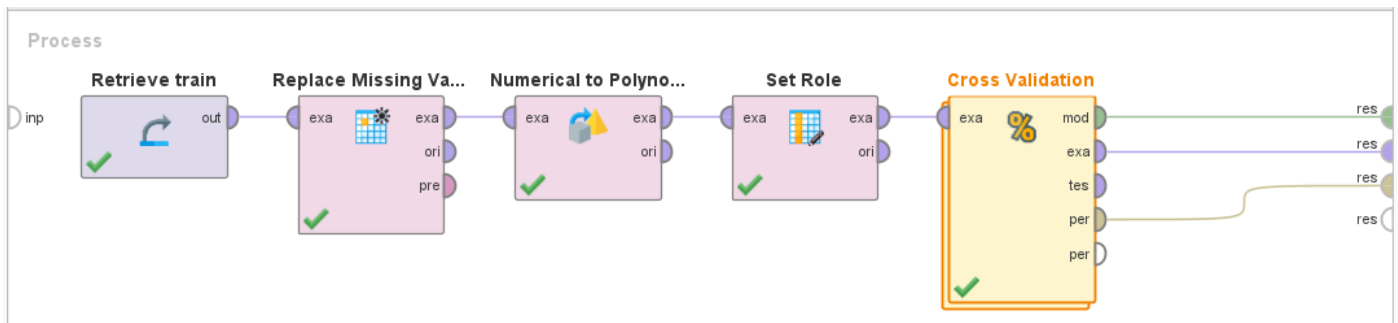 Process
Retrieve train
Replace Missing Va...
Numerical to Polyno...
Set Role
Cross Validation
inp
out
exa
exa
ori
pre
exa
exa
ori
exa
exa
ori
exa
mod
exa
tes
per
per
res
res
res
res